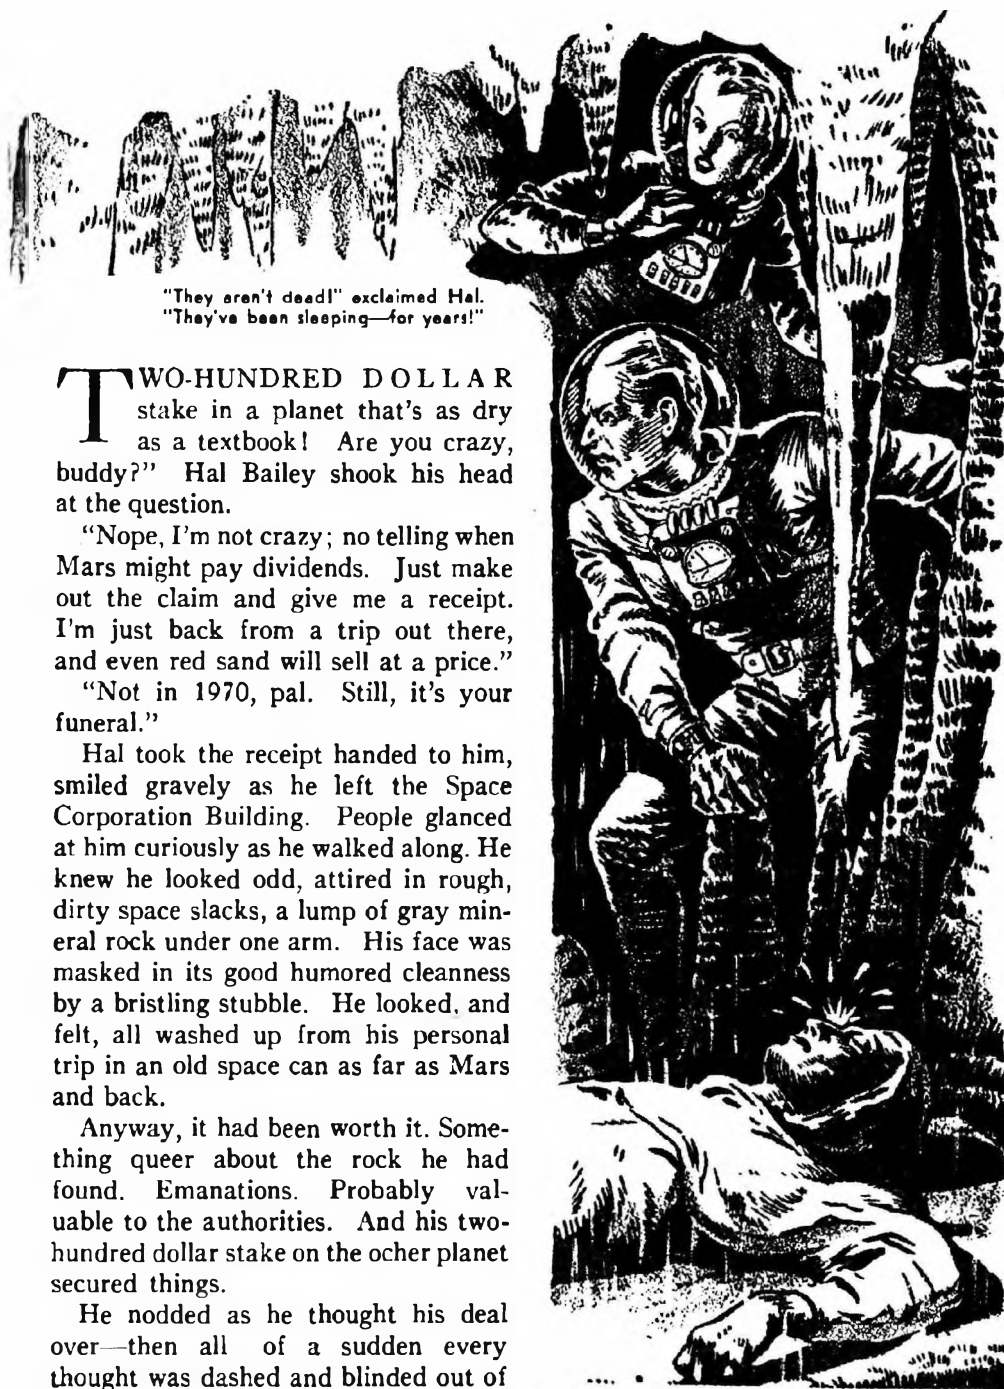 "They aren't dead!" exclaimed Hal.
"They've been sleeping—for years!"
TWO-HUNDRED DOLLAR
stake in a planet that's as dry
as a textbook! Are you crazy,
buddy?" Hal Bailey shook his head
at the question.
"Nope, I'm not crazy; no telling when
Mars might pay dividends. Just make
out the claim and give me a receipt.
I'm just back from a trip out there,
and even red sand will sell at a price."
"Not in 1970, pal. Still, it's your
funeral."
Hal took the receipt handed to him,
smiled gravely as he left the Space
Corporation Building. People glanced
at him curiously as he walked along. He
knew he looked odd, attired in rough,
dirty space slacks, a lump of gray min-
eral rock under one arm. His face was
masked in its good humored cleanness
by a bristling stubble. He looked, and
felt, all washed up from his personal
trip in an old space can as far as Mars
and back.
Anyway, it had been worth it. Some-
thing queer about the rock he had
found. Emanations. Probably val-
uable to the authorities. And his two-
hundred dollar stake on the ocher planet
secured things.
He nodded as he thought his deal
over—then all of a sudden every
thought was dashed and blinded out of